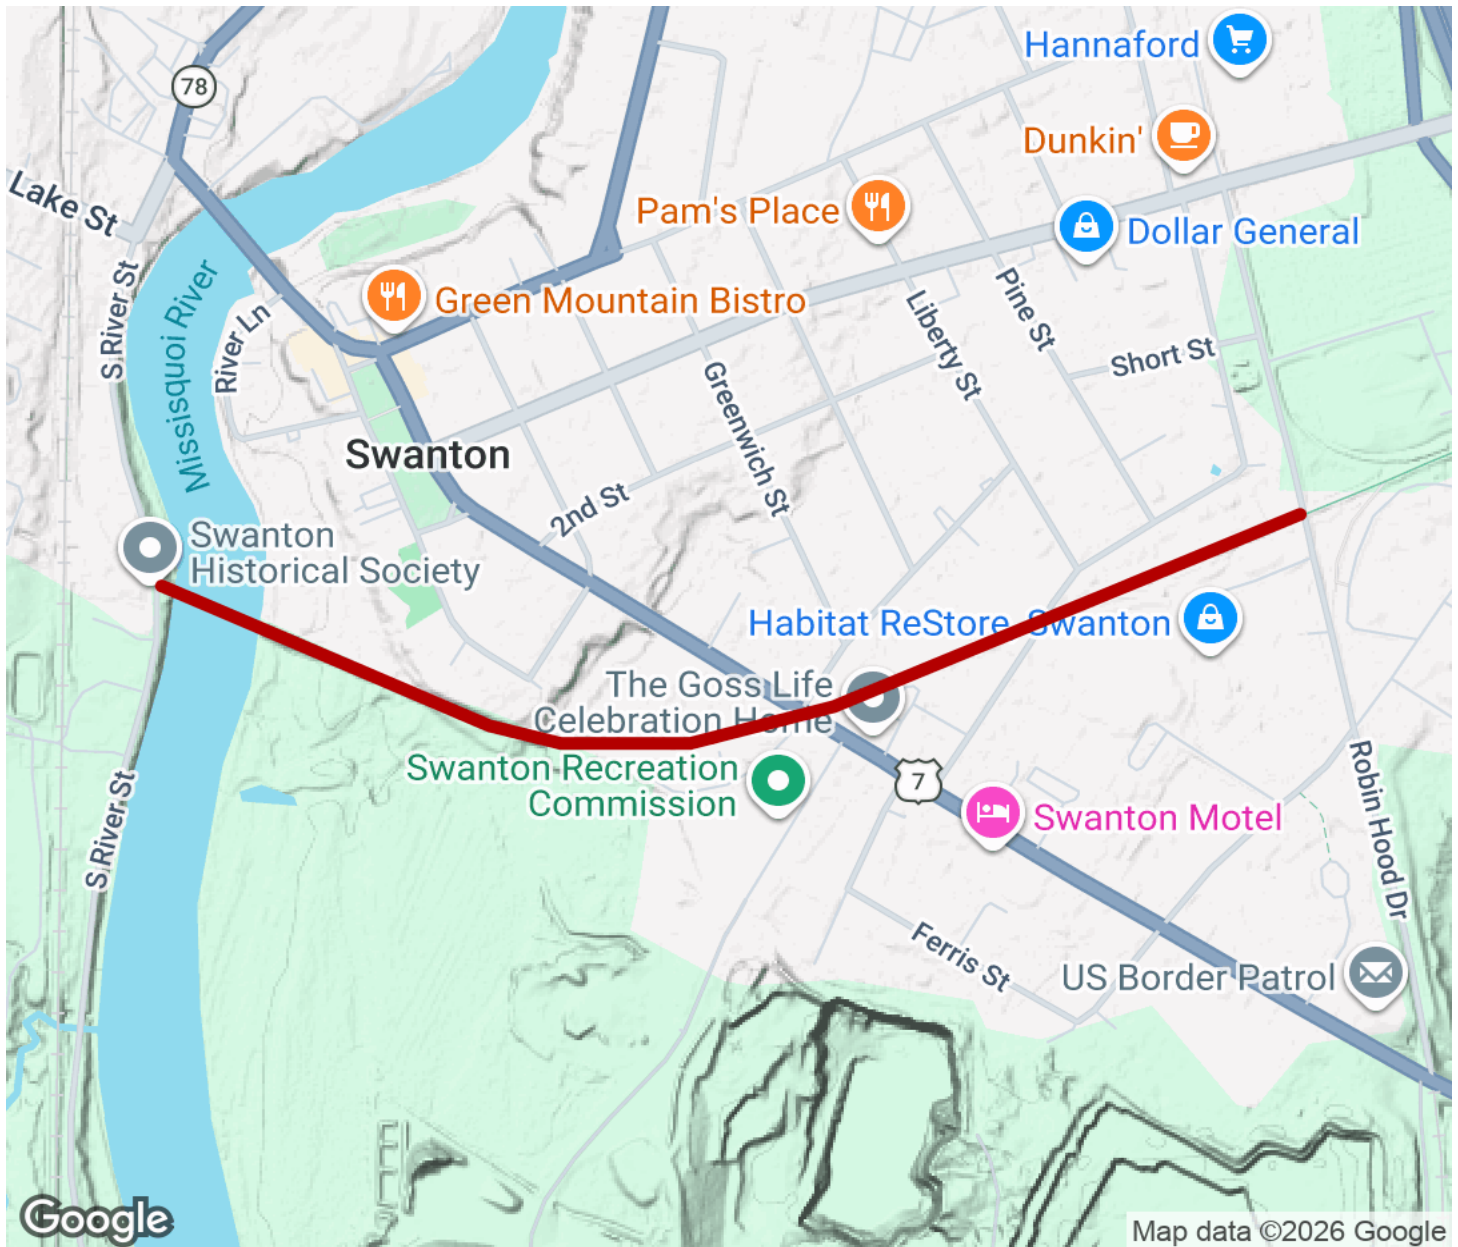 Hannaford
78
Dunkin'
Lake St
Pam's Place
Dollar General
S River St
Missisquoi River
River Ln
Green Mountain Bistro
Liberty St
Pine St
Short St
Greenwich St
Swanton
2nd St
Swanton
Historical Society
Habitat ReStore, Swanton
The Goss Life
Celebration Home
Swanton Recreation
Commission
7
Swanton Motel
S River St
Robin Hood Dr
Ferris St
US Border Patrol
Google
Map data ©2026 Google